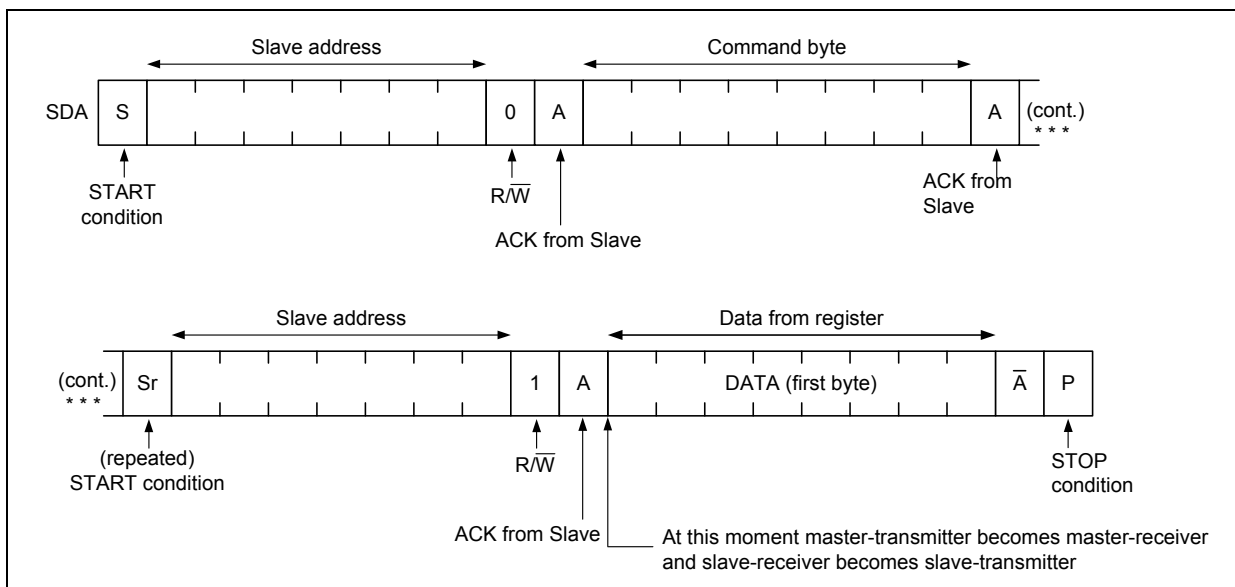 Slave address
Command byte
SDA
S
0
A
A
(cont.)
* * *
START
condition
R/W̅
ACK from Slave
ACK from
Slave
Slave address
Data from register
(cont.)
* * *
Sr
1
A
DATA (first byte)
A̅
P
(repeated)
START condition
R/W̅
ACK from Slave
STOP
condition
At this moment master-transmitter becomes master-receiver
and slave-receiver becomes slave-transmitter